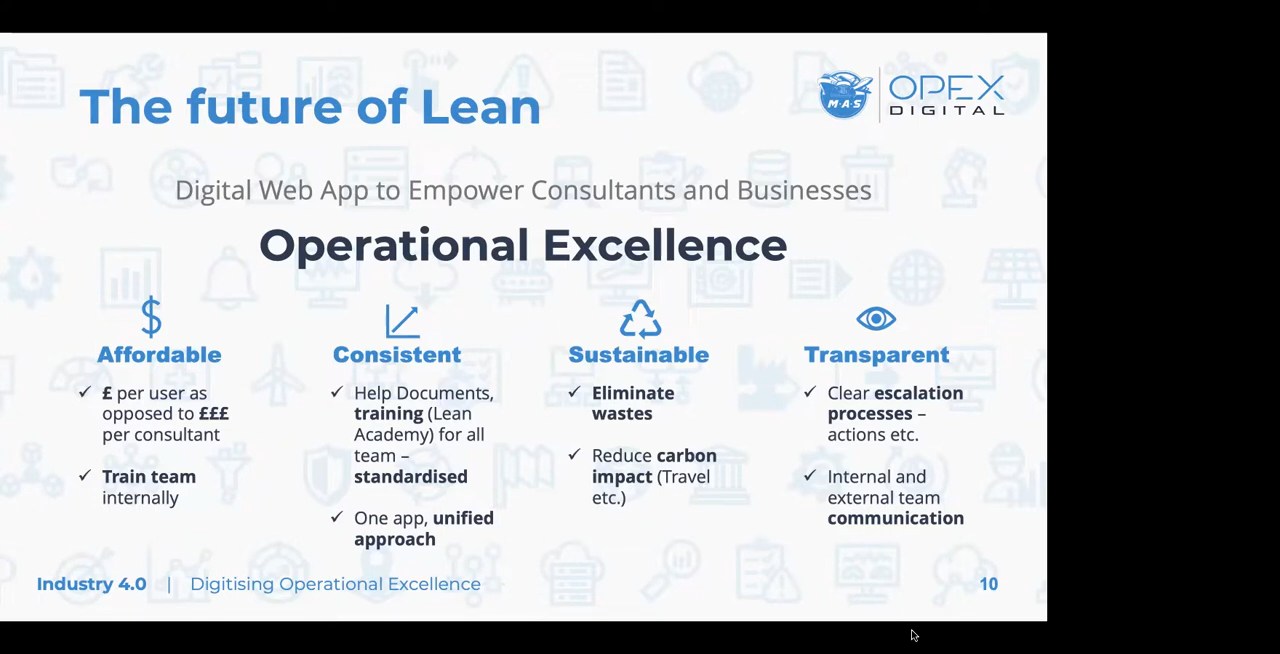 The future of Lean
M·A·S
OPEX
DIGITAL
Digital Web App to Empower Consultants and Businesses
Operational Excellence
$
Affordable
✓ £ per user as
opposed to £££
per consultant
✓ Train team
internally
Consistent
✓ Help Documents,
training (Lean
Academy) for all
team –
standardised
✓ One app, unified
approach
Sustainable
✓ Eliminate
wastes
✓ Reduce carbon
impact (Travel
etc.)
Transparent
✓ Clear escalation
processes –
actions etc.
✓ Internal and
external team
communication
Industry 4.0 | Digitising Operational Excellence
10